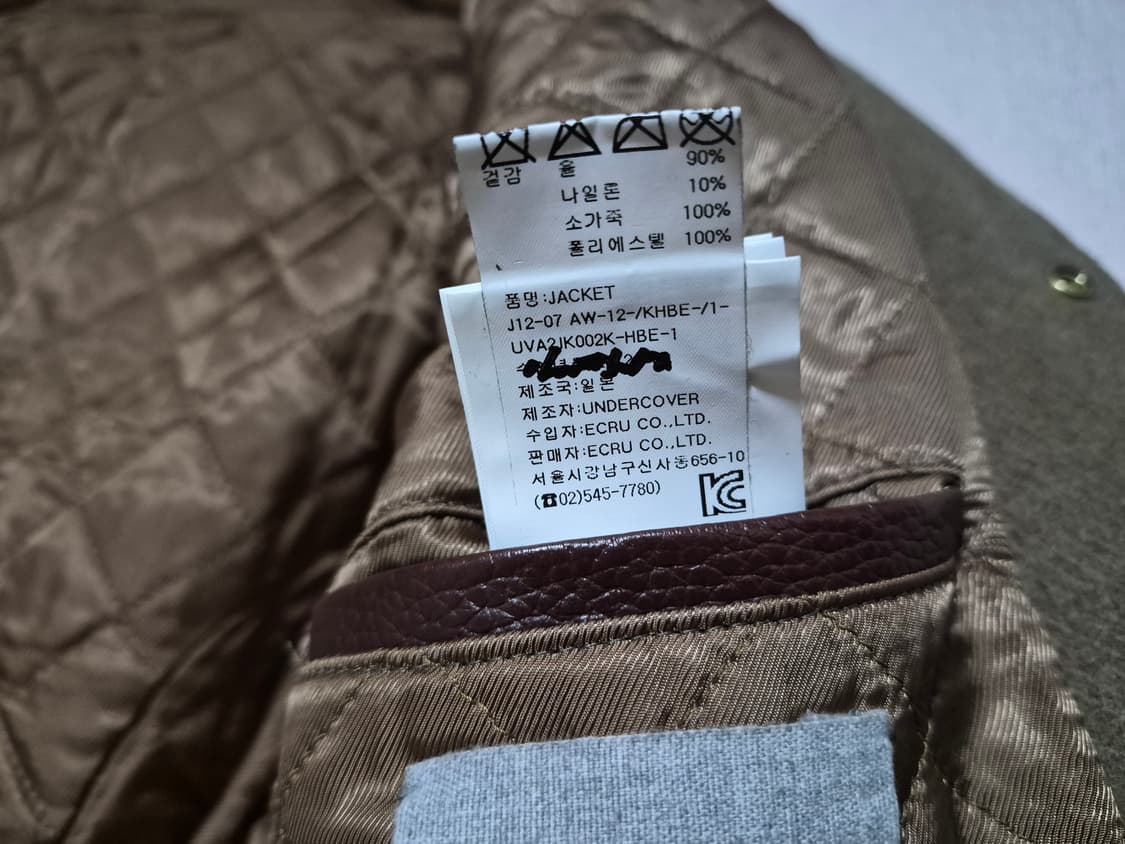 겉감 울 90%
나일론 10%
소가죽 100%
폴리에스텔 100%
품명:JACKET
J12-07 AW-12-/KHBE-/1-
UVA2JK002K-HBE-1
제조국:일본
제조자:UNDERCOVER
수입자:ECRU CO.,LTD.
판매자:ECRU CO.,LTD.
서울시강남구신사동656-10
(☎02)545-7780)
KC